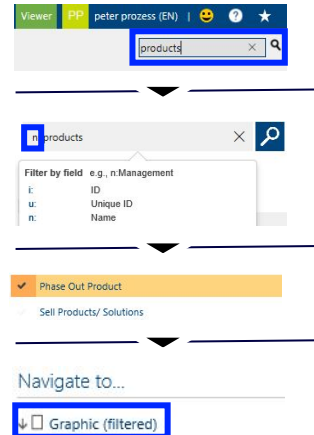 Viewer PP peter prozess (EN) | ?
products ×
n: products ×
Filter by field e.g., n:Management
i: ID
u: Unique ID
n: Name
Phase Out Product
Sell Products/ Solutions
Navigate to...
Graphic (filtered)